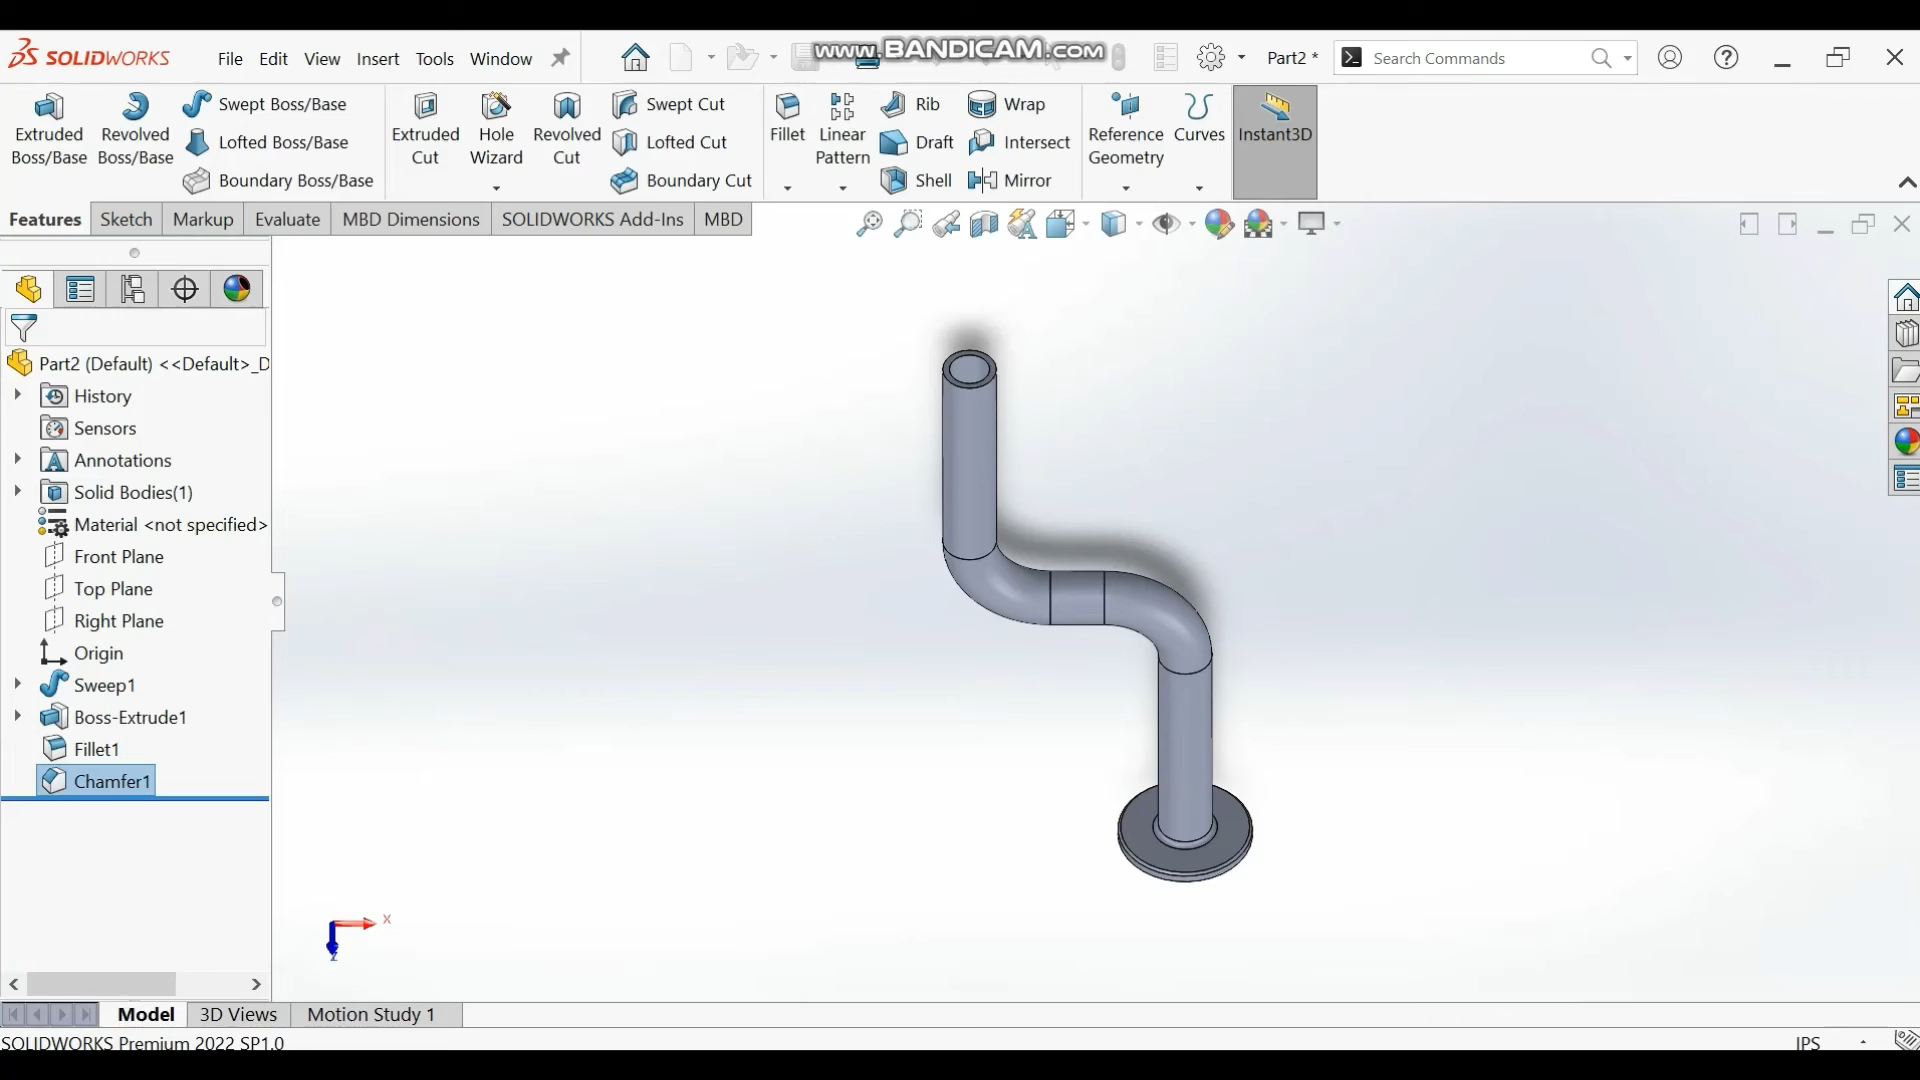 SOLIDWORKS File Edit View Insert Tools Window www.BANDICAM.com Part2 * Search Commands
Extruded Boss/Base
Revolved Boss/Base
Swept Boss/Base
Lofted Boss/Base
Boundary Boss/Base
Extruded Cut
Hole Wizard
Revolved Cut
Swept Cut
Lofted Cut
Boundary Cut
Fillet
Linear Pattern
Rib
Draft
Shell
Wrap
Intersect
Mirror
Reference Geometry
Curves
Instant3D
Features Sketch Markup Evaluate MBD Dimensions SOLIDWORKS Add-Ins MBD
Part2 (Default) <<Default>_D
History
Sensors
Annotations
Solid Bodies(1)
Material <not specified>
Front Plane
Top Plane
Right Plane
Origin
Sweep1
Boss-Extrude1
Fillet1
Chamfer1
X
Z
Model 3D Views Motion Study 1
SOLIDWORKS Premium 2022 SP1.0 IPS